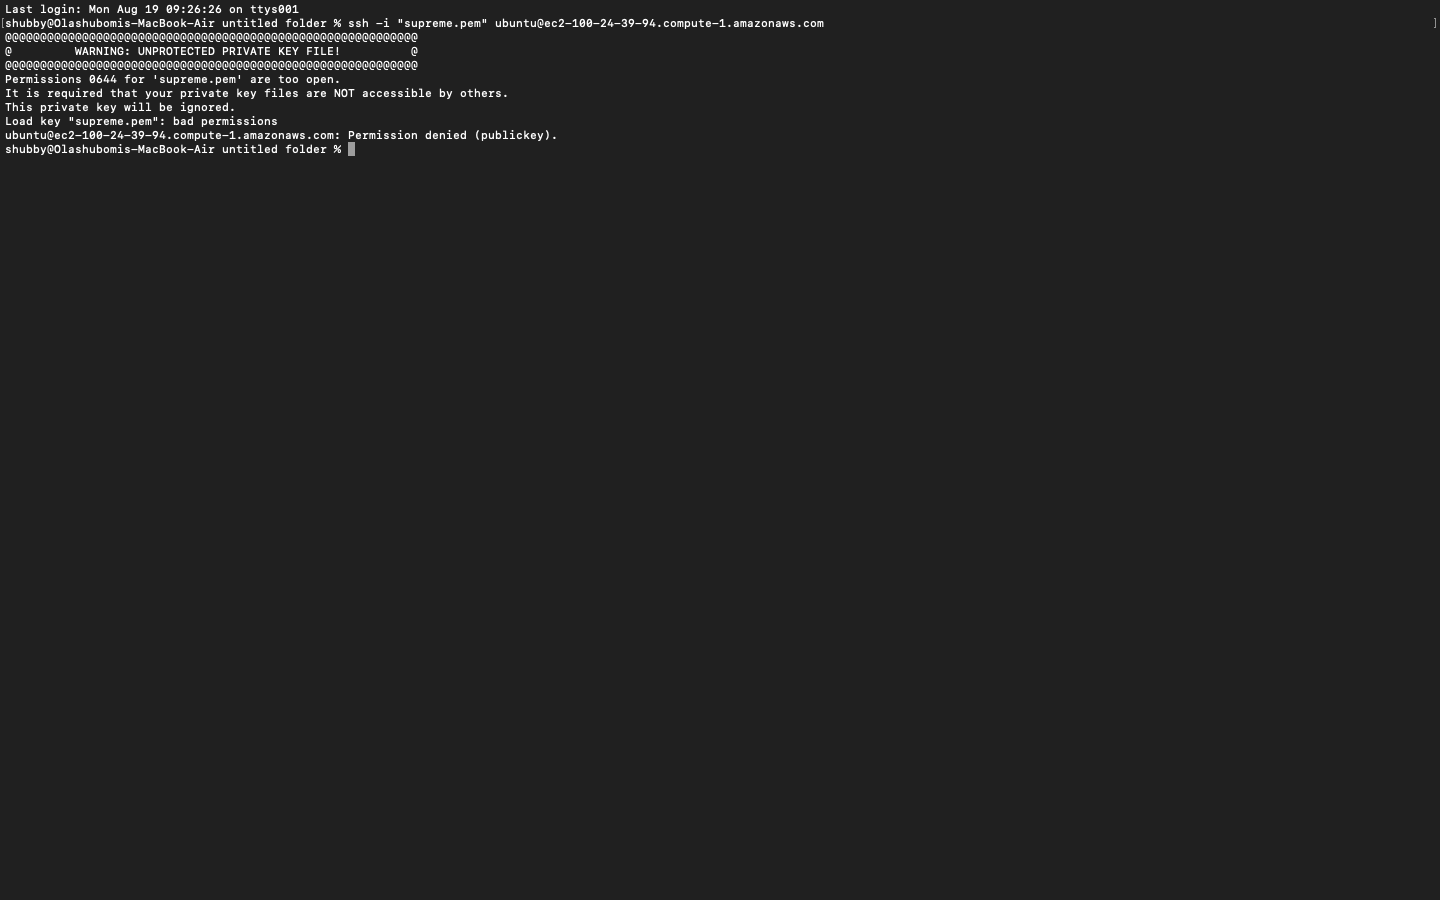 Last login: Mon Aug 19 09:26:26 on ttys001
[shubby@Olashubomis-MacBook-Air untitled folder % ssh -i "supreme.pem" ubuntu@ec2-100-24-39-94.compute-1.amazonaws.com ]
@@@@@@@@@@@@@@@@@@@@@@@@@@@@@@@@@@@@@@@@@@@@@@@@@@@@@@@@@@@
@         WARNING: UNPROTECTED PRIVATE KEY FILE!          @
@@@@@@@@@@@@@@@@@@@@@@@@@@@@@@@@@@@@@@@@@@@@@@@@@@@@@@@@@@@
Permissions 0644 for 'supreme.pem' are too open.
It is required that your private key files are NOT accessible by others.
This private key will be ignored.
Load key "supreme.pem": bad permissions
ubuntu@ec2-100-24-39-94.compute-1.amazonaws.com: Permission denied (publickey).
shubby@Olashubomis-MacBook-Air untitled folder %